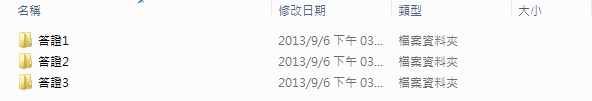 名稱 修改日期 類型 大小
答證1 2013/9/6 下午 03... 檔案資料夾
答證2 2013/9/6 下午 03... 檔案資料夾
答證3 2013/9/6 下午 03... 檔案資料夾